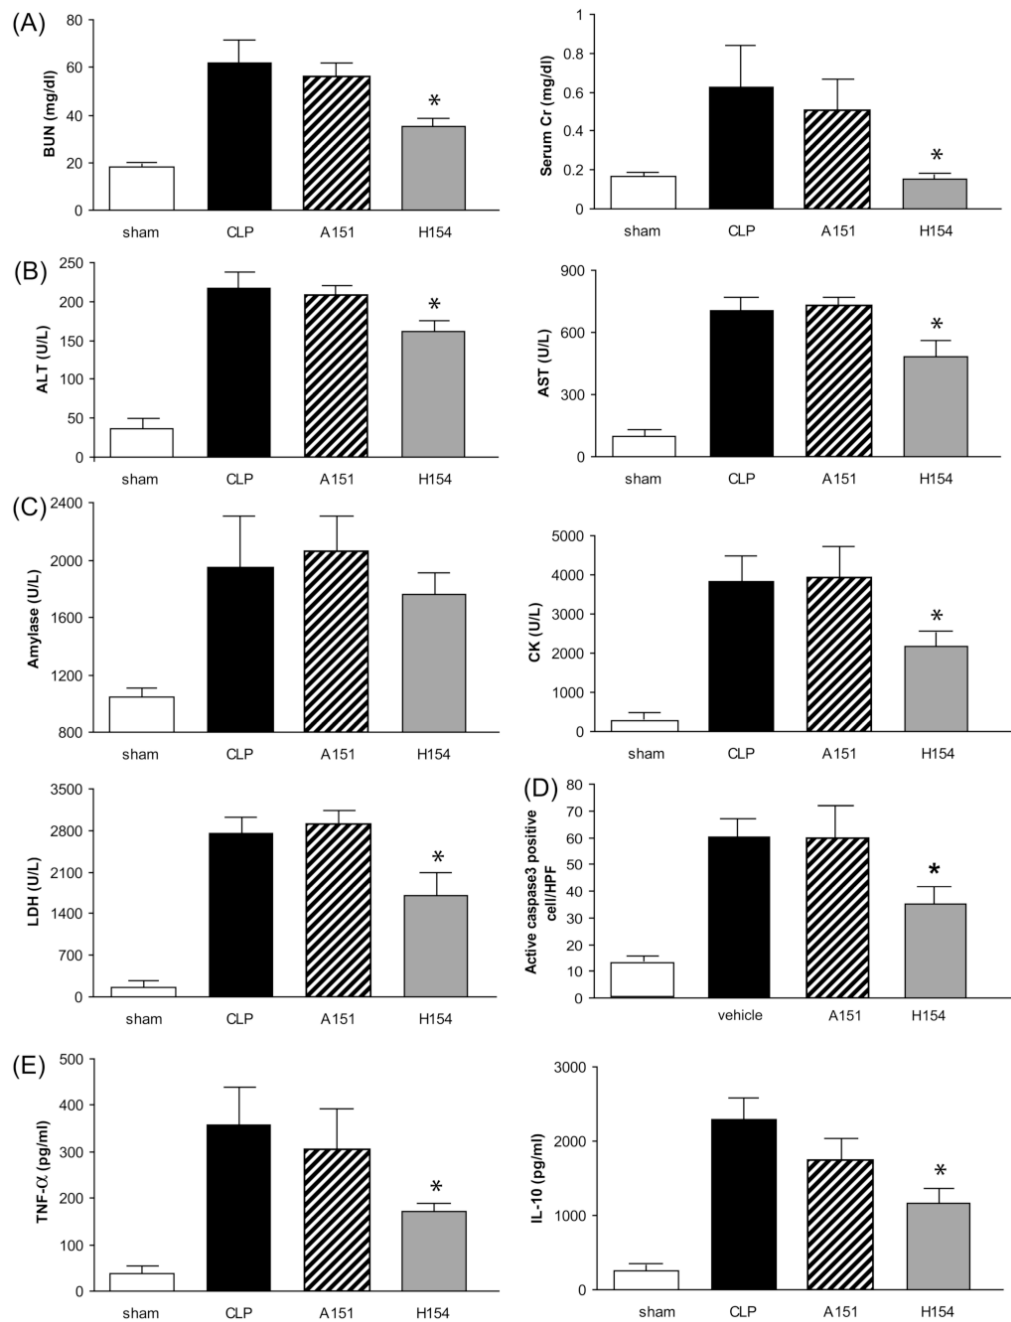 (A)
BUN (mg/dl)
80
60
40
20
0
*
sham CLP A151 H154
Serum Cr (mg/dl)
1
0.8
0.6
0.4
0.2
0
*
sham CLP A151 H154
(B)
ALT (U/L)
250
200
150
100
50
0
*
sham CLP A151 H154
AST (U/L)
900
600
300
0
*
sham CLP A151 H154
(C)
Amylase (U/L)
2400
2000
1600
1200
800
sham CLP A151 H154
CK (U/L)
5000
4000
3000
2000
1000
0
*
sham CLP A151 H154
LDH (U/L)
3500
2800
2100
1400
700
0
*
sham CLP A151 H154
(D)
Active caspase3 positive
cell/HPF
80
70
60
50
40
30
20
10
0
*
vehicle A151 H154
(E)
TNF-α (pg/ml)
500
400
300
200
100
0
*
sham CLP A151 H154
IL-10 (pg/ml)
3000
2000
1000
0
*
sham CLP A151 H154